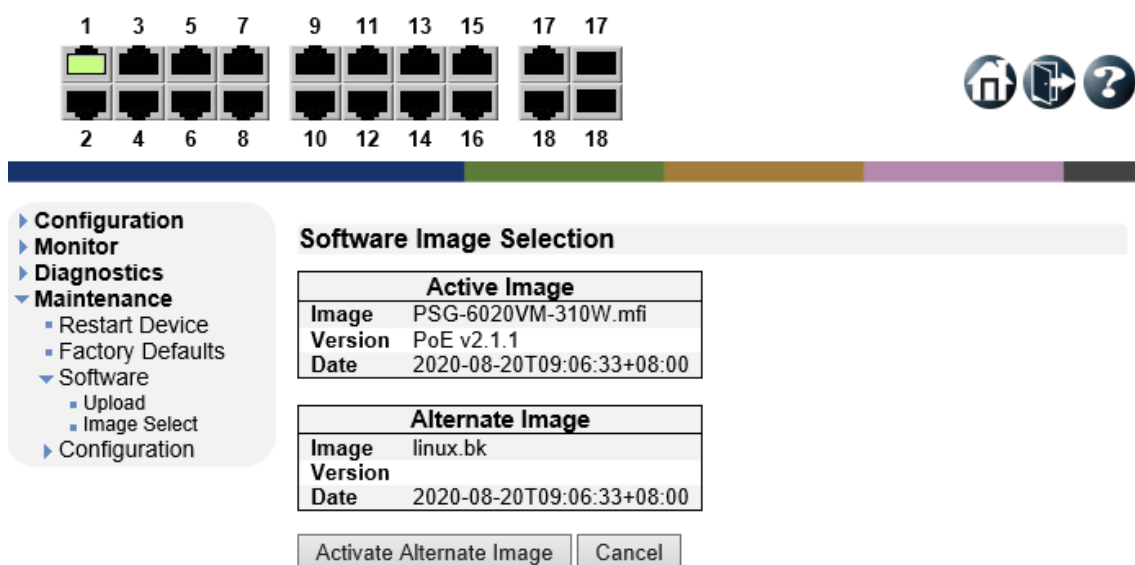 1 3 5 7 9 11 13 15 17 17
2 4 6 8 10 12 14 16 18 18
?
Configuration
Monitor
Diagnostics
Maintenance
Restart Device
Factory Defaults
Software
Upload
Image Select
Configuration
Software Image Selection
Active Image
Image PSG-6020VM-310W.mfi
Version PoE v2.1.1
Date 2020-08-20T09:06:33+08:00
Alternate Image
Image linux.bk
Version
Date 2020-08-20T09:06:33+08:00
Activate Alternate Image Cancel